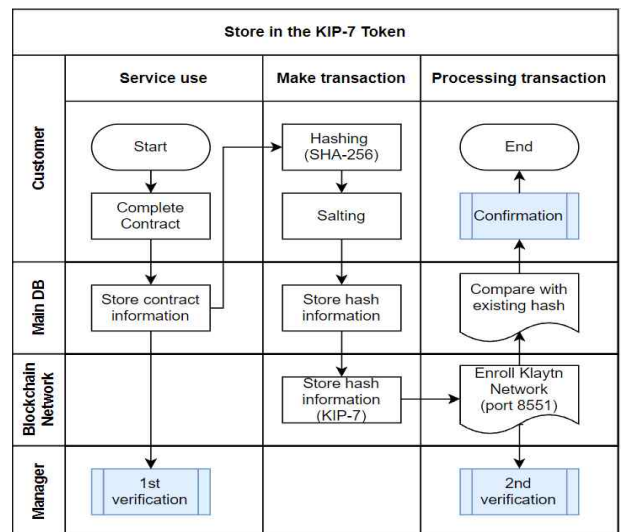 Store in the KIP-7 Token
Service use
Make transaction
Processing transaction
Customer
Start
Hashing
(SHA-256)
End
Complete
Contract
Salting
Confirmation
Main DB
Store contract
information
Store hash
information
Compare with
existing hash
Blockchain
Network
Store hash
information
(KIP-7)
Enroll Klaytn
Network
(port 8551)
Manager
1st
verification
2nd
verification